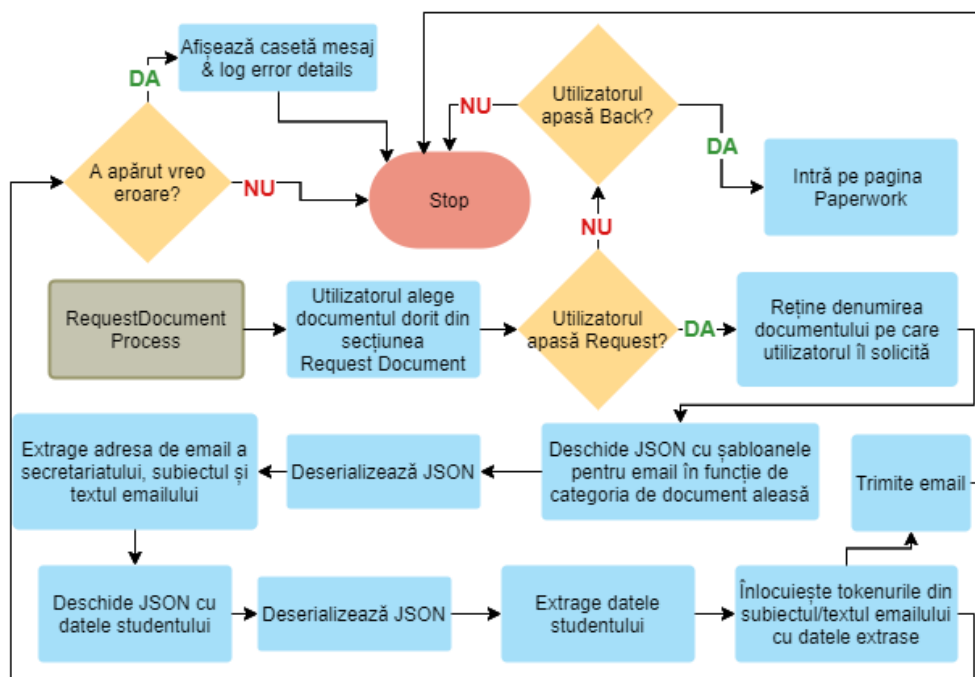 Afișează casetă mesaj
& log error details
DA
A apărut vreo
eroare?
NU
Stop
NU
Utilizatorul
apasă Back?
DA
Intră pe pagina
Paperwork
NU
RequestDocument
Process
Utilizatorul alege
documentul dorit din
secțiunea
Request Document
Utilizatorul
apasă Request?
DA
Reține denumirea
documentului pe care
utilizatorul îl solicită
Extrage adresa de email a
secretariatului, subiectul și
textul emailului
Deserializează JSON
Deschide JSON cu șabloanele
pentru email în funcție de
categoria de document aleasă
Trimite email
Deschide JSON cu
datele studentului
Deserializează JSON
Extrage datele
studentului
Înlocuiește tokenurile din
subiectul/textul emailului
cu datele extrase